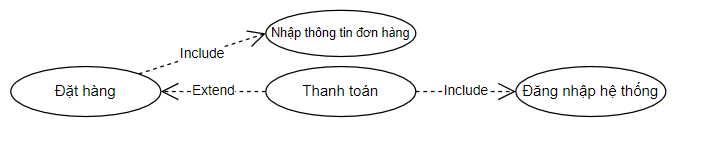 Nhập thông tin đơn hàng
Include
Đặt hàng
Extend
Thanh toán
Include
Đăng nhập hệ thống